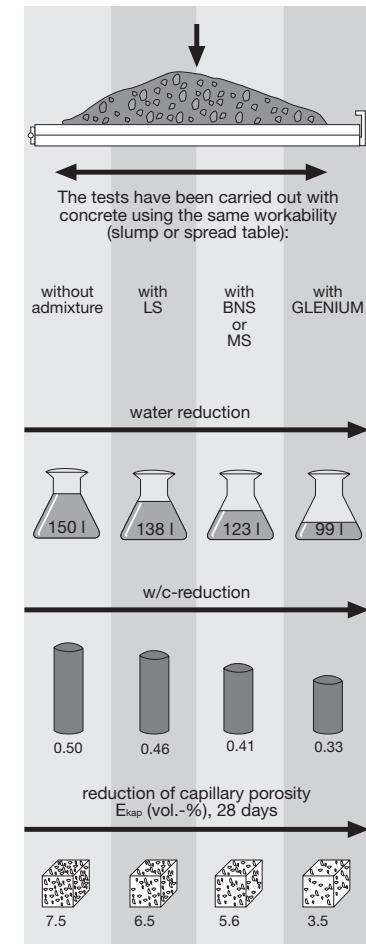 The tests have been carried out with
concrete using the same workability
(slump or spread table):
without
admixture
with
LS
with
BNS
or
MS
with
GLENIUM
water reduction
150 l
138 l
123 l
99 l
w/c-reduction
0.50
0.46
0.41
0.33
reduction of capillary porosity
Ekap (vol.-%), 28 days
7.5
6.5
5.6
3.5